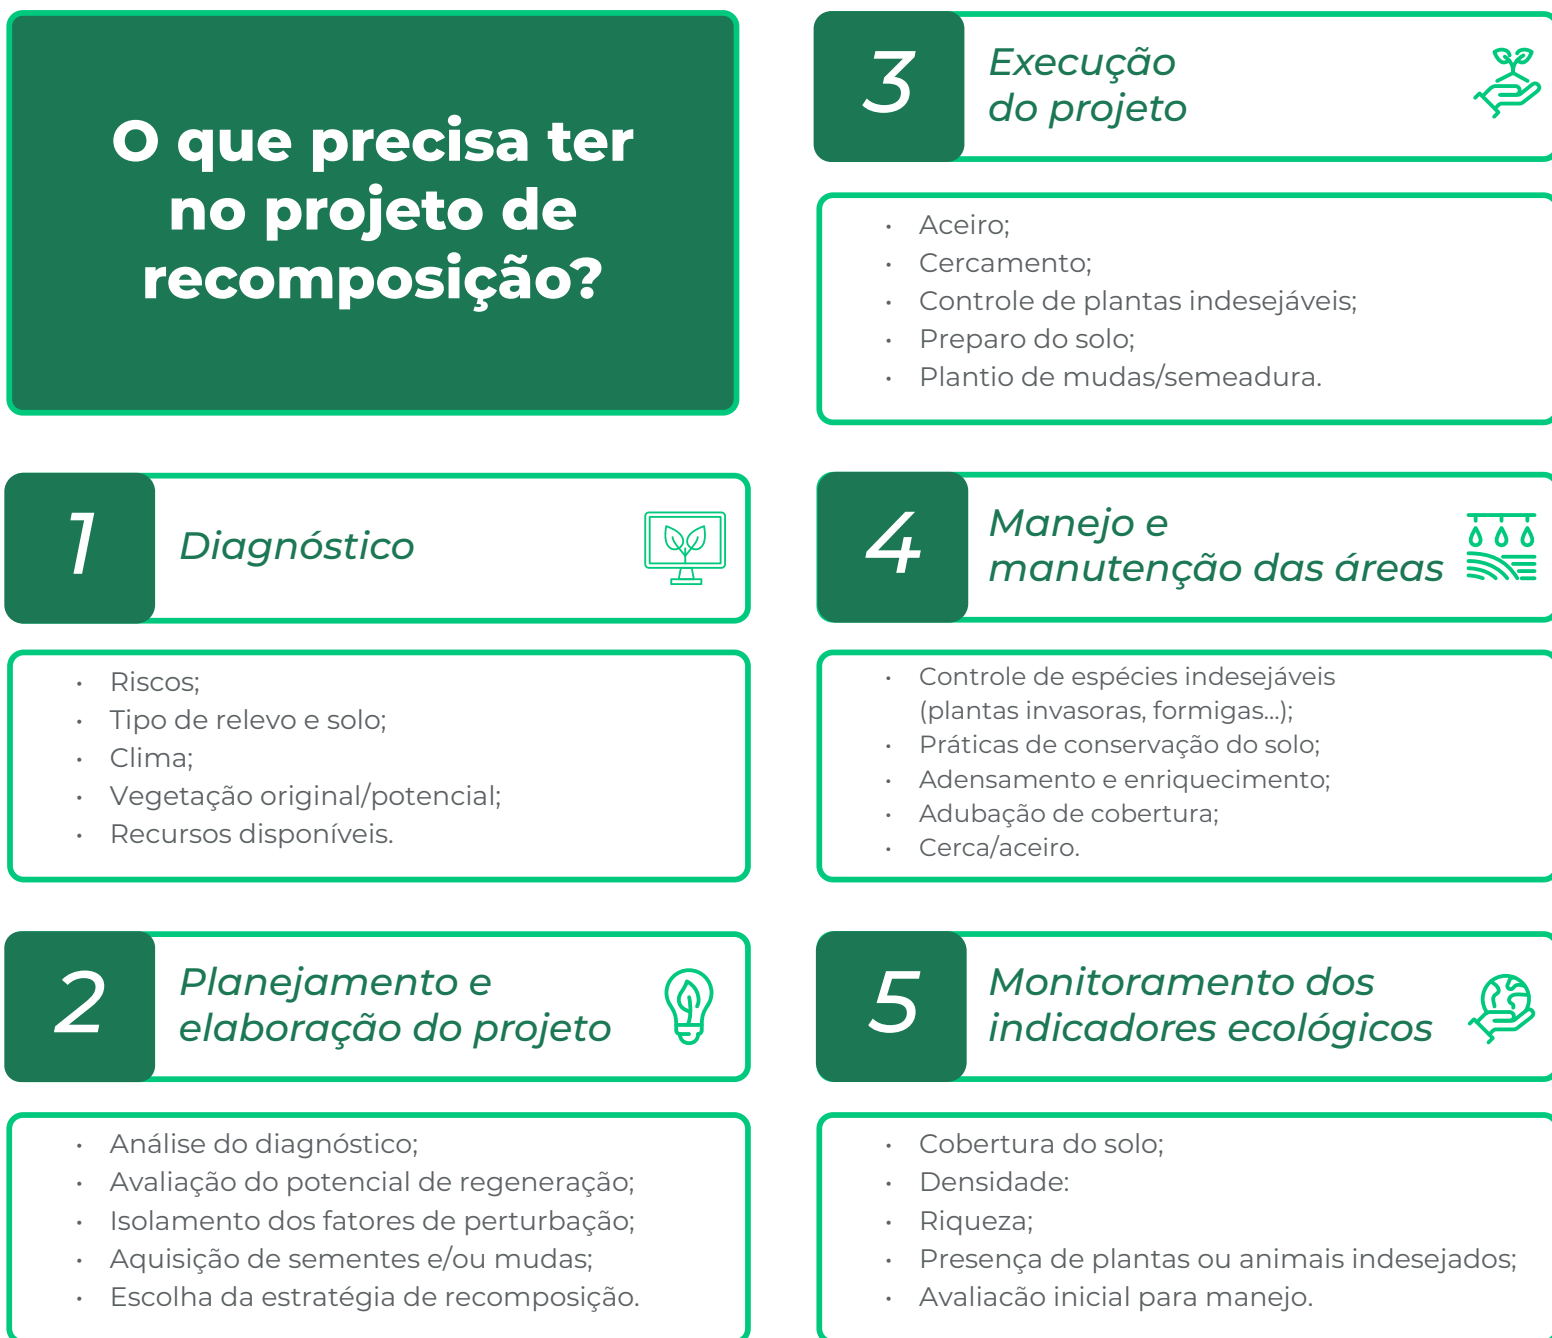 O que precisa ter
no projeto de
recomposição?
1
Diagnóstico
• Riscos;
• Tipo de relevo e solo;
• Clima;
• Vegetação original/potencial;
• Recursos disponíveis.
2
Planejamento e
elaboração do projeto
• Análise do diagnóstico;
• Avaliação do potencial de regeneração;
• Isolamento dos fatores de perturbação;
• Aquisição de sementes e/ou mudas;
• Escolha da estratégia de recomposição.
3
Execução
do projeto
• Aceiro;
• Cercamento;
• Controle de plantas indesejáveis;
• Preparo do solo;
• Plantio de mudas/semeadura.
4
Manejo e
manutenção das áreas
• Controle de espécies indesejáveis
(plantas invasoras, formigas...);
• Práticas de conservação do solo;
• Adensamento e enriquecimento;
• Adubação de cobertura;
• Cerca/aceiro.
5
Monitoramento dos
indicadores ecológicos
• Cobertura do solo;
• Densidade:
• Riqueza;
• Presença de plantas ou animais indesejados;
• Avaliacão inicial para manejo.